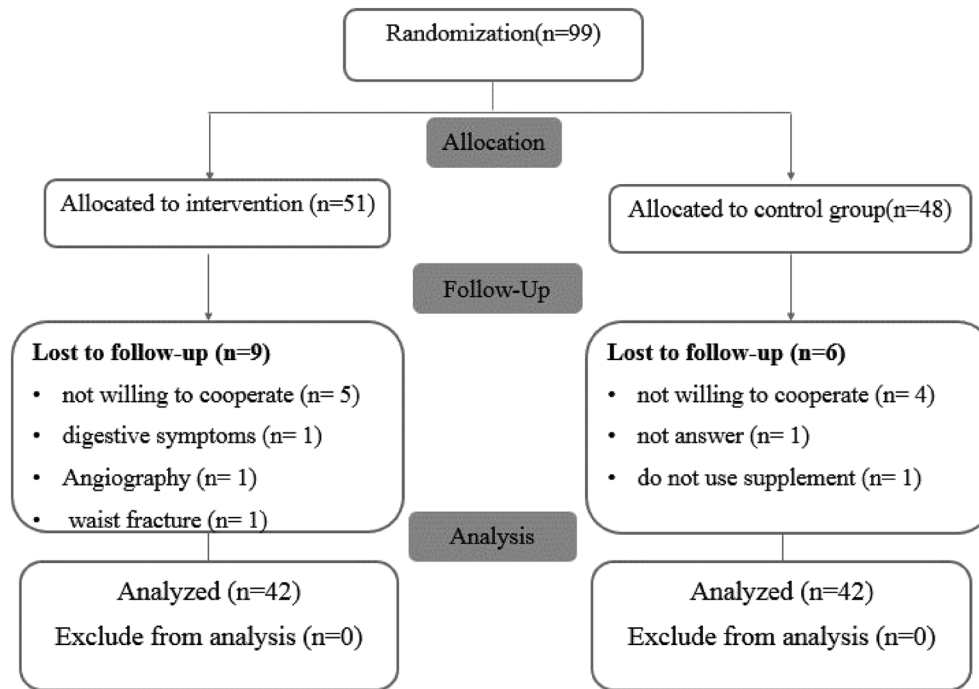 Randomization(n=99)
Allocation
Allocated to intervention (n=51)
Allocated to control group(n=48)
Follow-Up
Lost to follow-up (n=9)
• not willing to cooperate (n= 5)
• digestive symptoms (n= 1)
• Angiography (n= 1)
• waist fracture (n= 1)
Lost to follow-up (n=6)
• not willing to cooperate (n= 4)
• not answer (n= 1)
• do not use supplement (n= 1)
Analysis
Analyzed (n=42)
Exclude from analysis (n=0)
Analyzed (n=42)
Exclude from analysis (n=0)